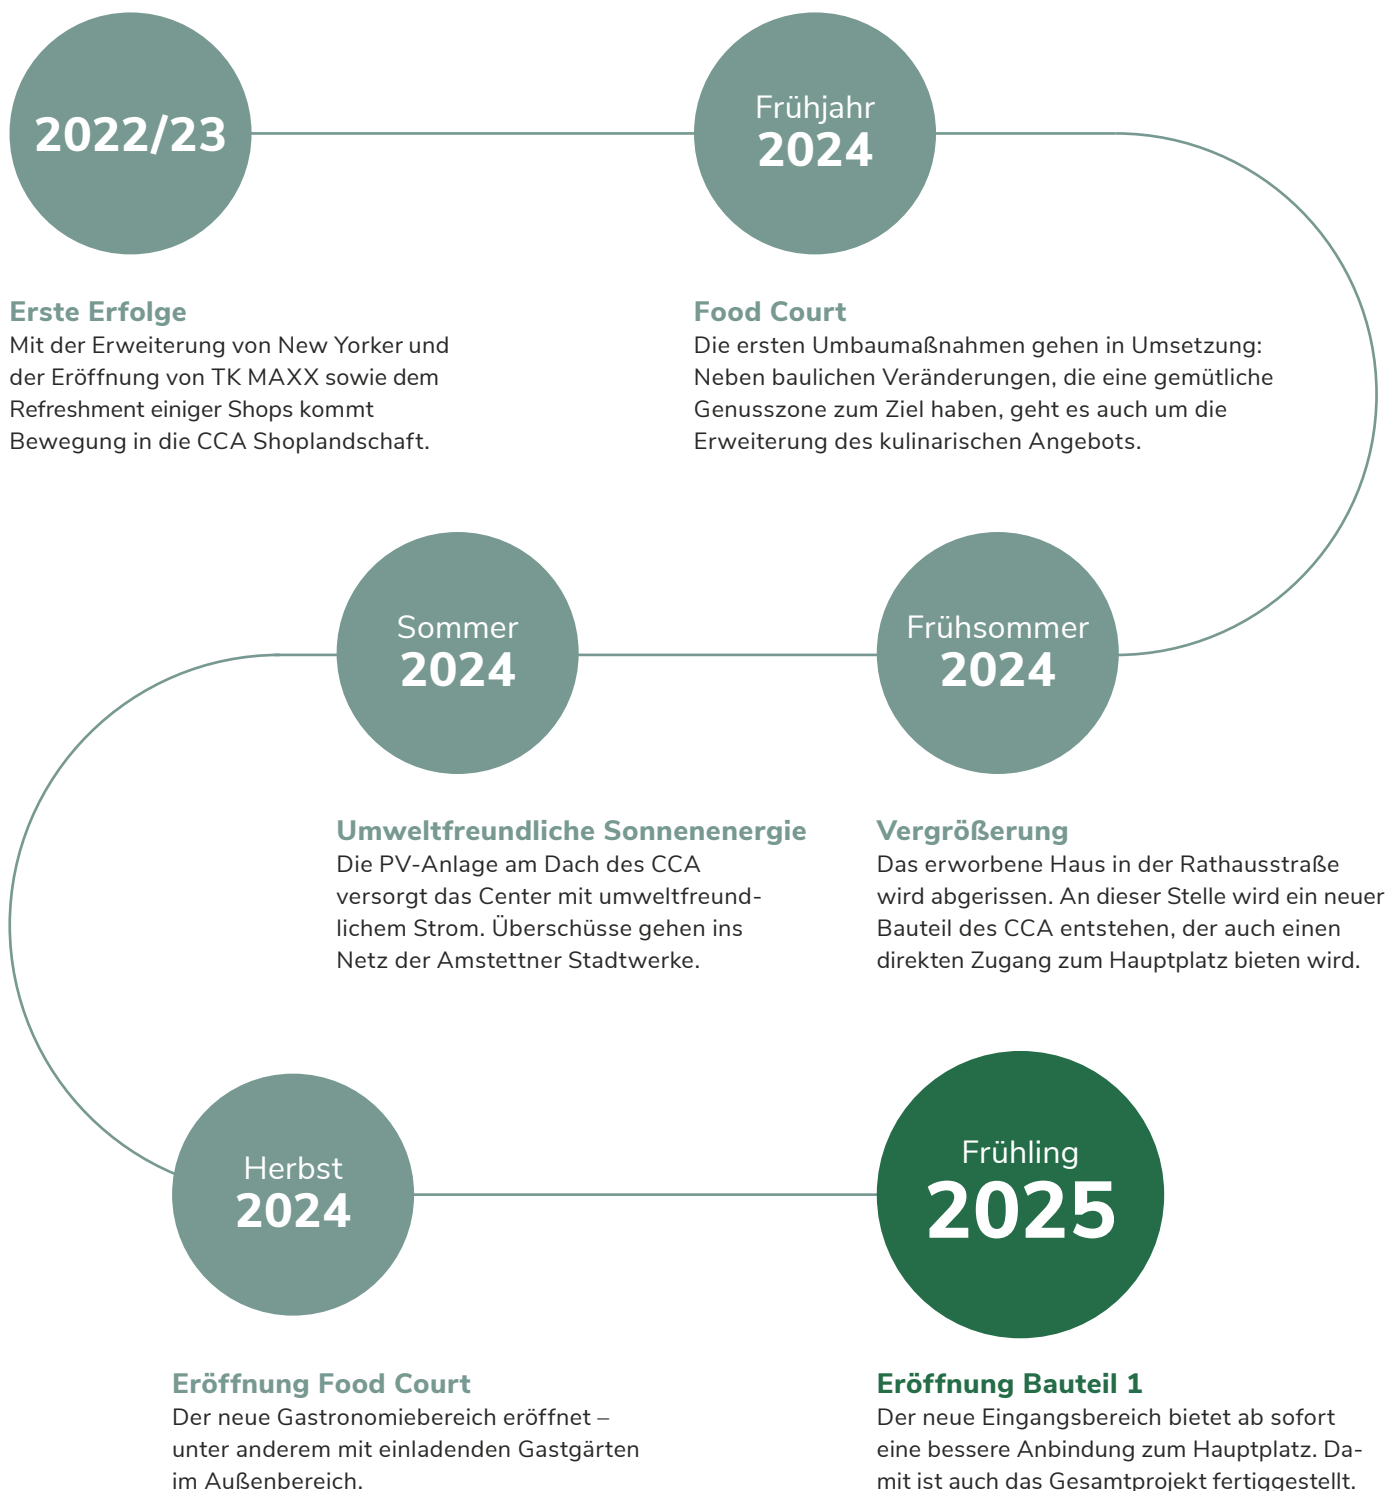 2022/23
Erste Erfolge
Mit der Erweiterung von New Yorker und
der Eröffnung von TK MAXX sowie dem
Refreshment einiger Shops kommt
Bewegung in die CCA Shoplandschaft.
Frühjahr
2024
Food Court
Die ersten Umbaumaßnahmen gehen in Umsetzung:
Neben baulichen Veränderungen, die eine gemütliche
Genusszone zum Ziel haben, geht es auch um die
Erweiterung des kulinarischen Angebots.
Frühsommer
2024
Vergrößerung
Das erworbene Haus in der Rathausstraße
wird abgerissen. An dieser Stelle wird ein neuer
Bauteil des CCA entstehen, der auch einen
direkten Zugang zum Hauptplatz bieten wird.
Sommer
2024
Umweltfreundliche Sonnenenergie
Die PV-Anlage am Dach des CCA
versorgt das Center mit umweltfreund-
lichem Strom. Überschüsse gehen ins
Netz der Amstettner Stadtwerke.
Herbst
2024
Eröffnung Food Court
Der neue Gastronomiebereich eröffnet –
unter anderem mit einladenden Gastgärten
im Außenbereich.
Frühling
2025
Eröffnung Bauteil 1
Der neue Eingangsbereich bietet ab sofort
eine bessere Anbindung zum Hauptplatz. Da-
mit ist auch das Gesamtprojekt fertiggestellt.